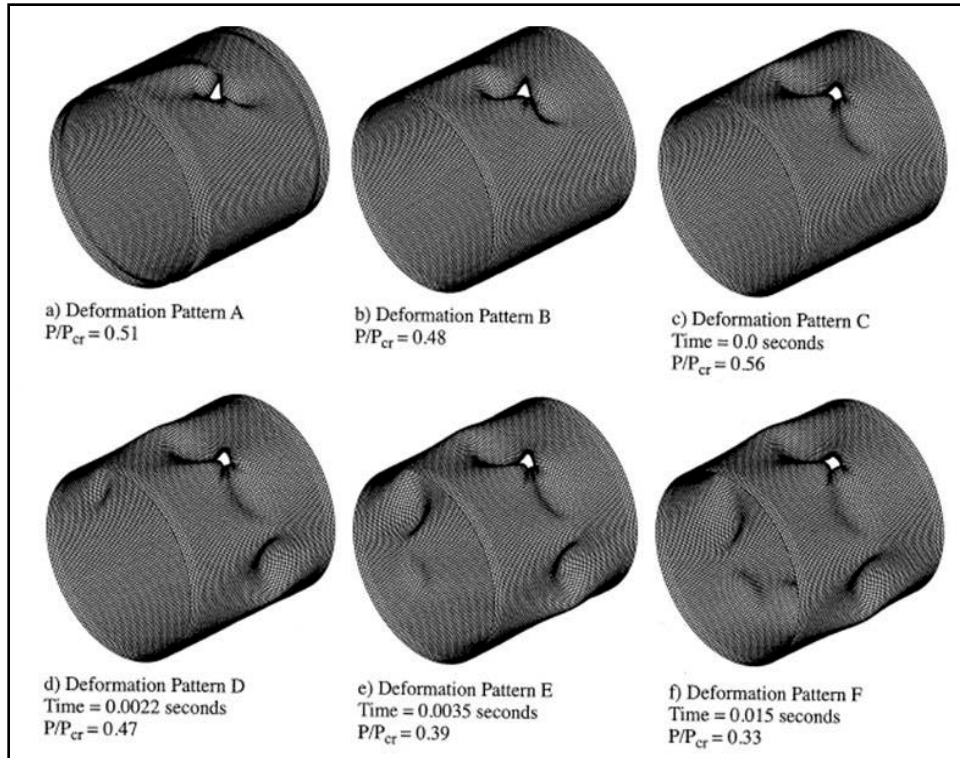 a) Deformation Pattern A
P/Pcr = 0.51
b) Deformation Pattern B
P/Pcr = 0.48
c) Deformation Pattern C
Time = 0.0 seconds
P/Pcr = 0.56
d) Deformation Pattern D
Time = 0.0022 seconds
P/Pcr = 0.47
e) Deformation Pattern E
Time = 0.0035 seconds
P/Pcr = 0.39
f) Deformation Pattern F
Time = 0.015 seconds
P/Pcr = 0.33